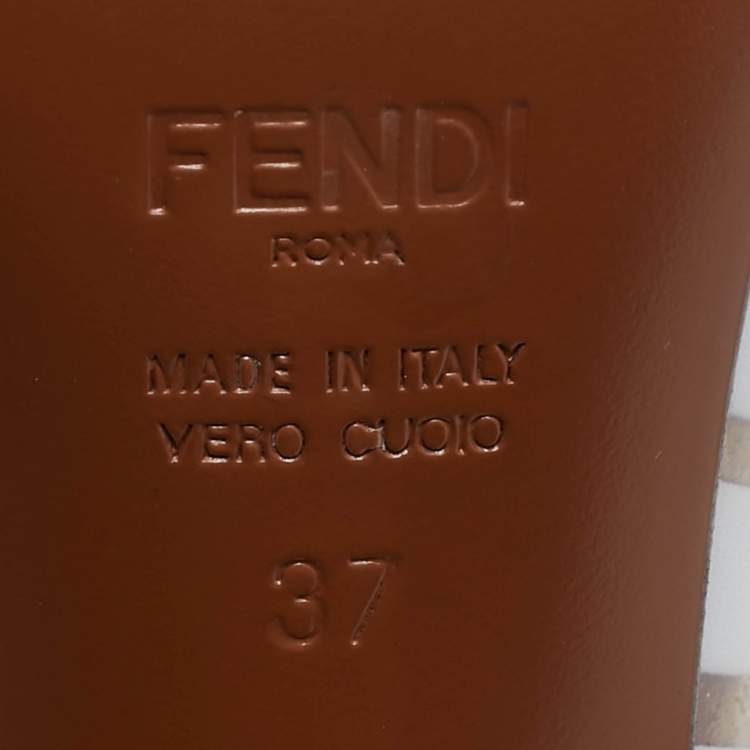 FENDI
ROMA
MADE IN ITALY
VERO CUOIO
37